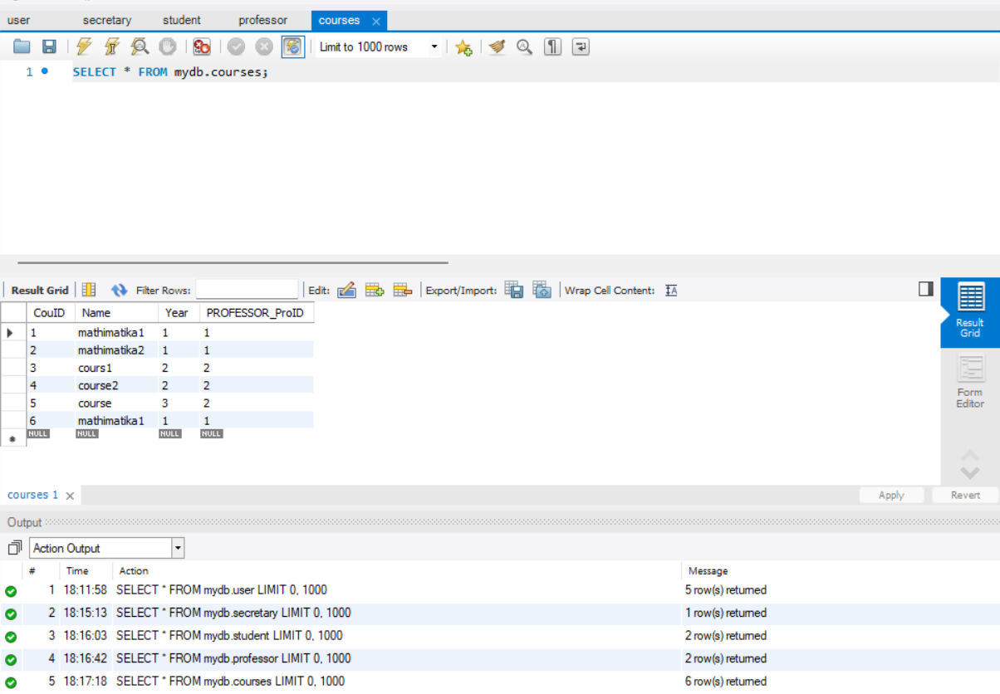 user secretary student professor courses
Limit to 1000 rows
1 SELECT * FROM mydb.courses;
Result Grid Filter Rows: Edit: Export/Import: Wrap Cell Content:
Result Grid
Form Editor
CouID Name Year PROFESSOR_ProID
1 mathimatika1 1 1
2 mathimatika2 1 1
3 cours1 2 2
4 course2 2 2
5 course 3 2
6 mathimatika1 1 1
NULL NULL NULL NULL
courses 1 Apply Revert
Output
Action Output
# Time Action Message
1 18:11:58 SELECT * FROM mydb.user LIMIT 0, 1000 5 row(s) returned
2 18:15:13 SELECT * FROM mydb.secretary LIMIT 0, 1000 1 row(s) returned
3 18:16:03 SELECT * FROM mydb.student LIMIT 0, 1000 2 row(s) returned
4 18:16:42 SELECT * FROM mydb.professor LIMIT 0, 1000 2 row(s) returned
5 18:17:18 SELECT * FROM mydb.courses LIMIT 0, 1000 6 row(s) returned